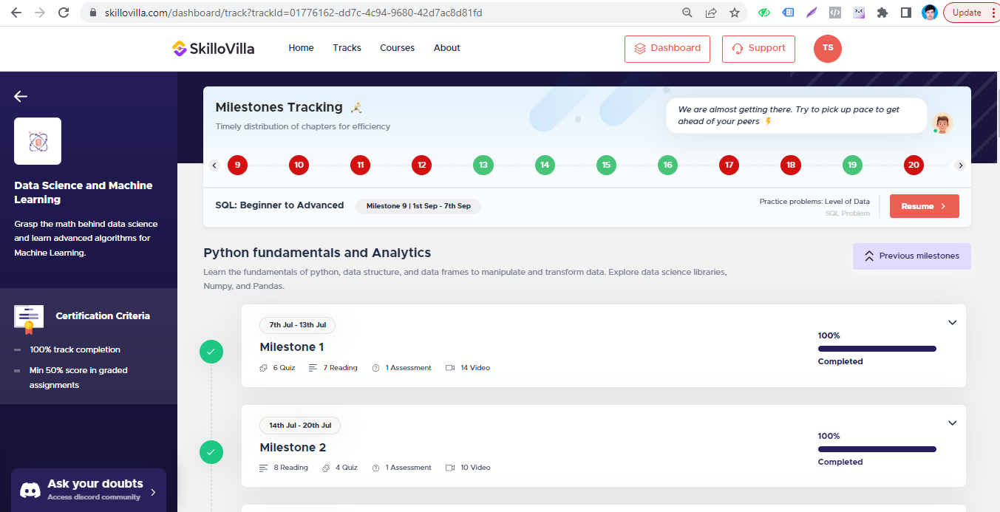 skillovilla.com/dashboard/track?trackId=01776162-dd7c-4c94-9680-42d7ac8d81fd
Update
SkilloVilla
Home
Tracks
Courses
About
Dashboard
Support
TS
Data Science and Machine
Learning
Grasp the math behind data science
and learn advanced algorithms for
Machine Learning.
Certification Criteria
100% track completion
Min 50% score in graded
assignments
Ask your doubts
Access discord community
Milestones Tracking
Timely distribution of chapters for efficiency
We are almost getting there. Try to pick up pace to get
ahead of your peers
9 10 11 12 13 14 15 16 17 18 19 20
SQL: Beginner to Advanced
Milestone 9 | 1st Sep - 7th Sep
Practice problems: Level of Data
SQL Problem
Resume
Python fundamentals and Analytics
Learn the fundamentals of python, data structure, and data frames to manipulate and transform data. Explore data science libraries,
Numpy, and Pandas.
Previous milestones
7th Jul - 13th Jul
Milestone 1
6 Quiz 7 Reading 1 Assessment 14 Video
100%
Completed
14th Jul - 20th Jul
Milestone 2
8 Reading 4 Quiz 1 Assessment 10 Video
100%
Completed